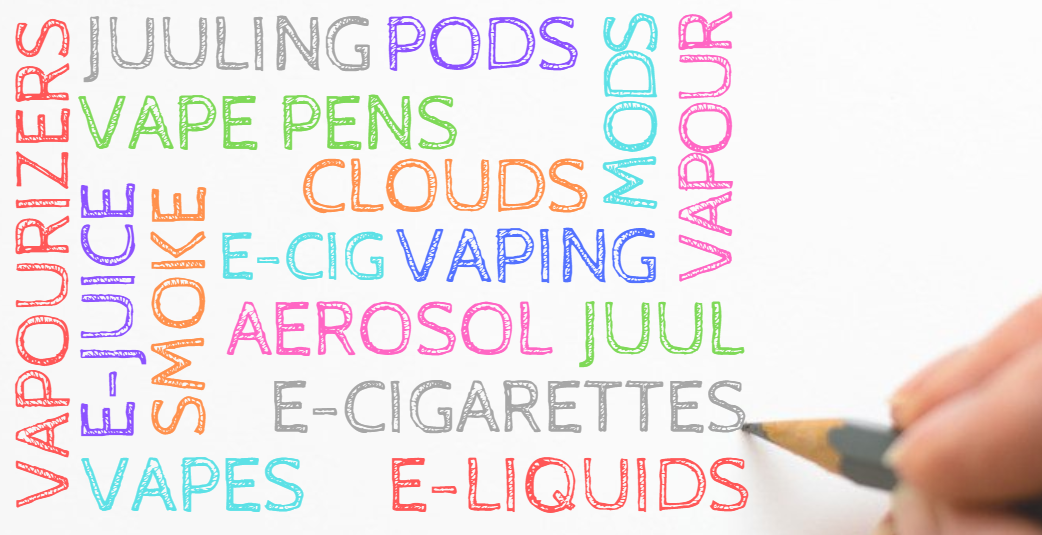 VAPOURIZERS
JUULING PODS
MODS
VAPOUR
VAPE PENS
CLOUDS
E-JUICE
SMOKE
E-CIG VAPING
AEROSOL JUUL
E-CIGARETTES
VAPES E-LIQUIDS